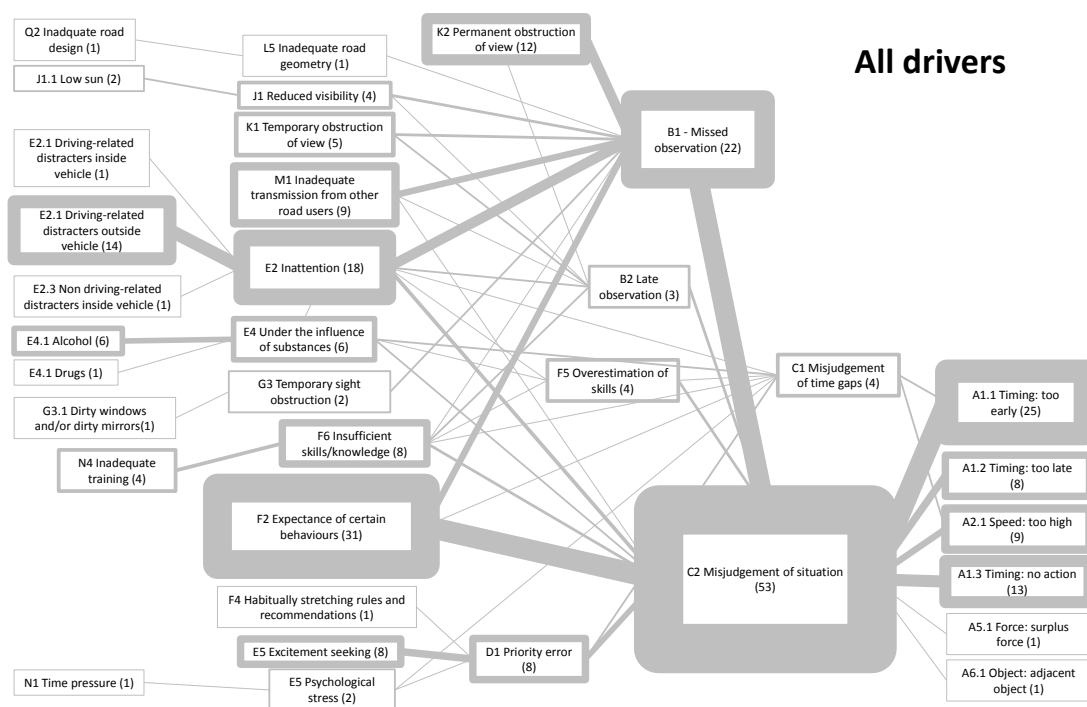 All drivers
Q2 Inadquate road
design (1)
J1.1 Low sun (2)
E2.1 Driving-related
distracters inside
vehicle (1)
E2.1 Driving-related
distracters outside
vehicle (14)
E2.3 Non driving-related
distracters inside vehicle (1)
E4.1 Alcohol (6)
E4.1 Drugs (1)
G3.1 Dirty windows
and/or dirty mirrors(1)
N4 Inadequate
training (4)
N1 Time pressure (1)
L5 Inadequate road
geometry (1)
J1 Reduced visibility (4)
K1 Temporary obstruction
of view (5)
M1 Inadequate
transmission from other
road users (9)
E2 Inattention (18)
E4 Under the influence
of substances (6)
G3 Temporary sight
obstruction (2)
F6 Insufficient
skills/knowledge (8)
F2 Expectance of certain
behaviours (31)
F4 Habitually stretching rules and
recommendations (1)
E5 Excitement seeking (8)
E5 Psychological
stress (2)
K2 Permanent obstruction
of view (12)
B1 - Missed
observation (22)
B2 Late
observation (3)
F5 Overestimation of
skills (4)
D1 Priority error
(8)
C1 Misjudgement
of time gaps (4)
C2 Misjudgement of situation
(53)
A1.1 Timing: too
early (25)
A1.2 Timing: too late
(8)
A2.1 Speed: too high
(9)
A1.3 Timing: no action
(13)
A5.1 Force: surplus
force (1)
A6.1 Object: adjacent
object (1)